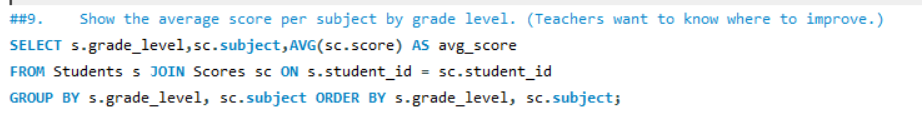 ##9.    Show the average score per subject by grade level. (Teachers want to know where to improve.)
SELECT s.grade_level,sc.subject,AVG(sc.score) AS avg_score
FROM Students s JOIN Scores sc ON s.student_id = sc.student_id
GROUP BY s.grade_level, sc.subject ORDER BY s.grade_level, sc.subject;